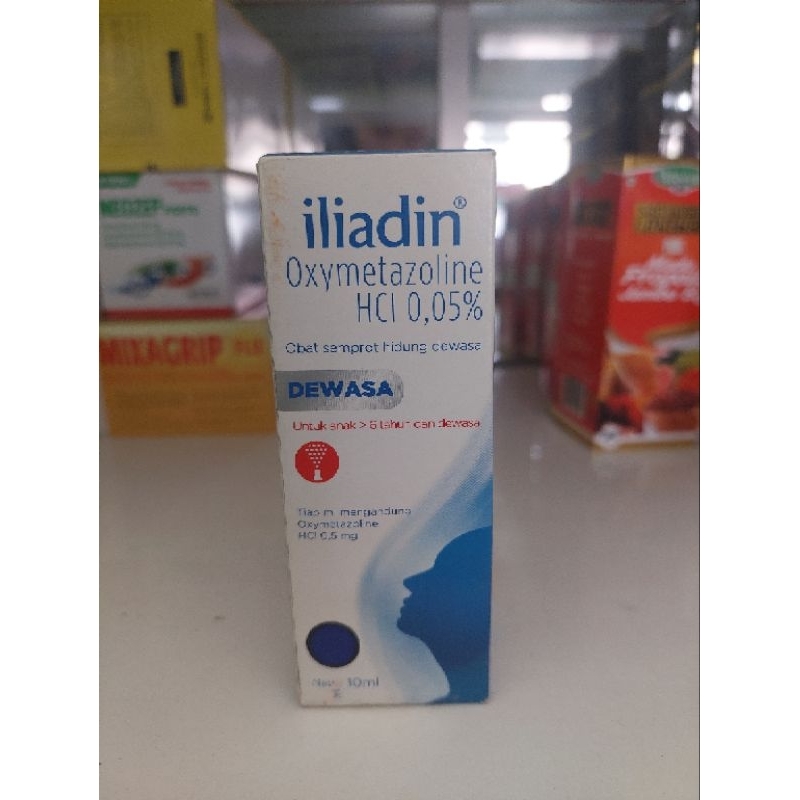 iliadin®
Oxymetazoline
HCl 0,05%
Obat semprot hidung dewasa
DEWASA
Untuk anak > 6 tahun dan dewasa
Tiap ml mengandung
Oxymetazoline
HCl 0,5 mg
10ml
MIXAGRIP